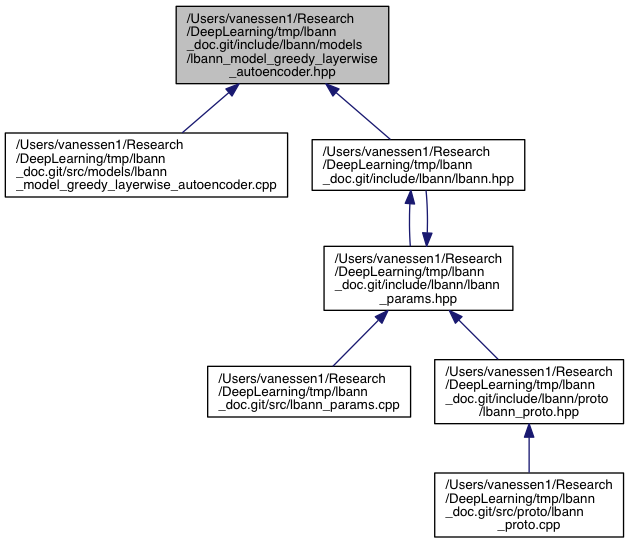 /Users/vanessen1/Research
/DeepLearning/tmp/lbann
_doc.git/include/lbann/models
/lbann_model_greedy_layerwise
_autoencoder.hpp
/Users/vanessen1/Research
/DeepLearning/tmp/lbann
_doc.git/src/models/lbann
_model_greedy_layerwise_autoencoder.cpp
/Users/vanessen1/Research
/DeepLearning/tmp/lbann
_doc.git/include/lbann/lbann.hpp
/Users/vanessen1/Research
/DeepLearning/tmp/lbann
_doc.git/include/lbann/lbann
_params.hpp
/Users/vanessen1/Research
/DeepLearning/tmp/lbann
_doc.git/src/lbann_params.cpp
/Users/vanessen1/Research
/DeepLearning/tmp/lbann
_doc.git/include/lbann/proto
/lbann_proto.hpp
/Users/vanessen1/Research
/DeepLearning/tmp/lbann
_doc.git/src/proto/lbann
_proto.cpp